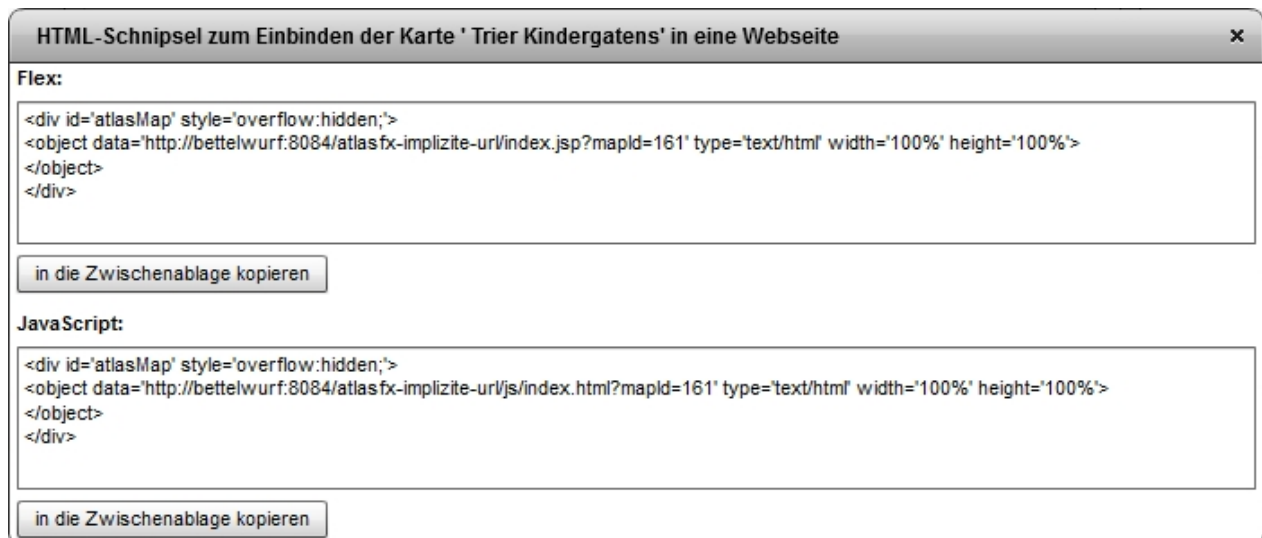 HTML-Schnipsel zum Einbinden der Karte ' Trier Kindergatens' in eine Webseite ×
Flex:
<div id='atlasMap' style='overflow:hidden;'>
<object data='http://bettelwurf:8084/atlasfx-implizite-url/index.jsp?mapId=161' type='text/html' width='100%' height='100%'>
</object>
</div>
in die Zwischenablage kopieren
JavaScript:
<div id='atlasMap' style='overflow:hidden;'>
<object data='http://bettelwurf:8084/atlasfx-implizite-url/js/index.html?mapId=161' type='text/html' width='100%' height='100%'>
</object>
</div>
in die Zwischenablage kopieren